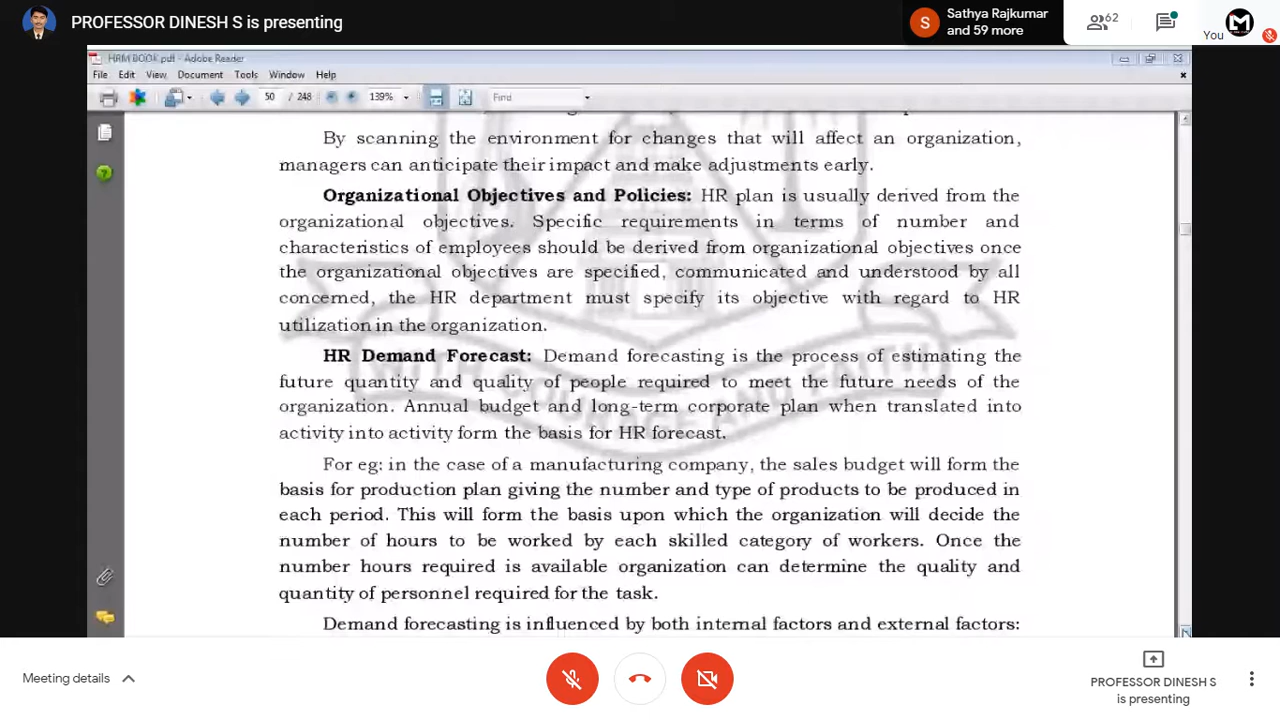 PROFESSOR DINESH S is presenting
S
Sathya Rajkumar
and 59 more
62
You
M
HRM BOOK.pdf - Adobe Reader
File Edit View Document Tools Window Help
50 / 248 139% Find
By scanning the environment for changes that will affect an organization,
managers can anticipate their impact and make adjustments early.
Organizational Objectives and Policies: HR plan is usually derived from the
organizational objectives. Specific requirements in terms of number and
characteristics of employees should be derived from organizational objectives once
the organizational objectives are specified, communicated and understood by all
concerned, the HR department must specify its objective with regard to HR
utilization in the organization.
HR Demand Forecast: Demand forecasting is the process of estimating the
future quantity and quality of people required to meet the future needs of the
organization. Annual budget and long-term corporate plan when translated into
activity into activity form the basis for HR forecast.
For eg: in the case of a manufacturing company, the sales budget will form the
basis for production plan giving the number and type of products to be produced in
each period. This will form the basis upon which the organization will decide the
number of hours to be worked by each skilled category of workers. Once the
number hours required is available organization can determine the quality and
quantity of personnel required for the task.
Demand forecasting is influenced by both internal factors and external factors:
WITH COURAGE AND FAITH
Meeting details
PROFESSOR DINESH S
is presenting